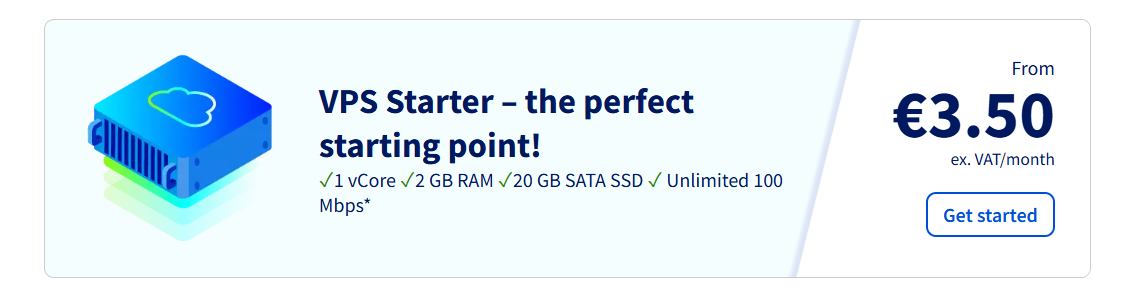 VPS Starter – the perfect
starting point!
✓1 vCore ✓2 GB RAM ✓20 GB SATA SSD ✓ Unlimited 100
Mbps*
From
€3.50
ex. VAT/month
Get started